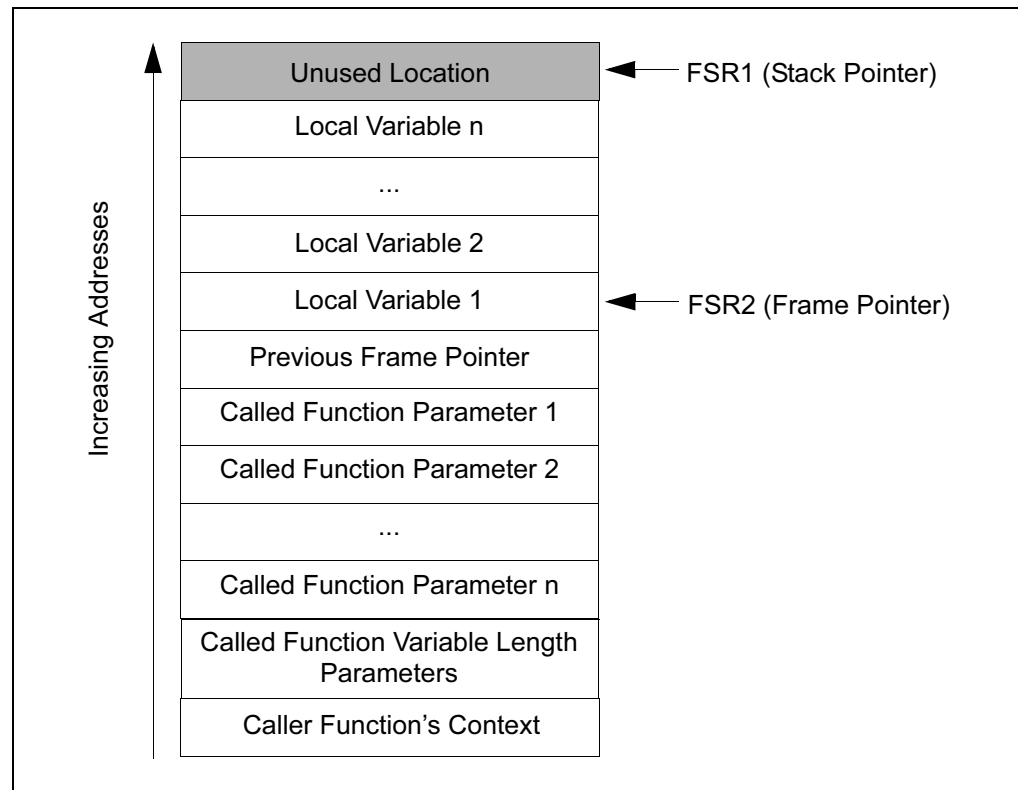 Unused Location
FSR1 (Stack Pointer)
Local Variable n
...
Local Variable 2
Local Variable 1
FSR2 (Frame Pointer)
Previous Frame Pointer
Called Function Parameter 1
Called Function Parameter 2
...
Called Function Parameter n
Called Function Variable Length
Parameters
Caller Function’s Context
Increasing Addresses